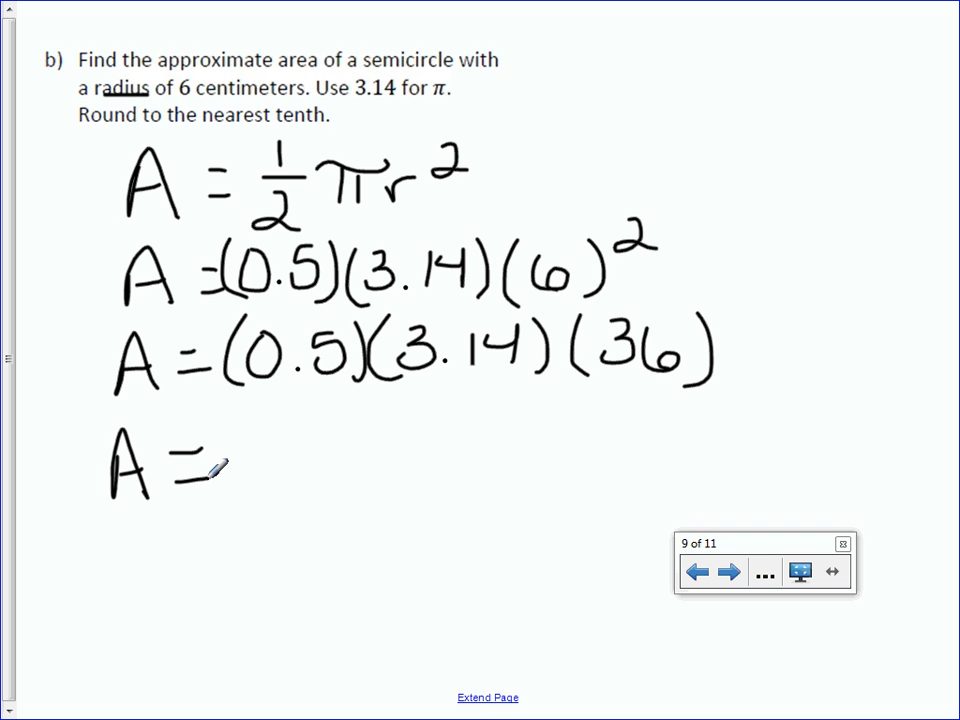 b) Find the approximate area of a semicircle with
a radius of 6 centimeters. Use 3.14 for π.
Round to the nearest tenth.
A = 1/2 πr²
A =(0.5)(3.14)(6)²
A = (0.5)(3.14)(36)
A =
9 of 11
...
Extend Page